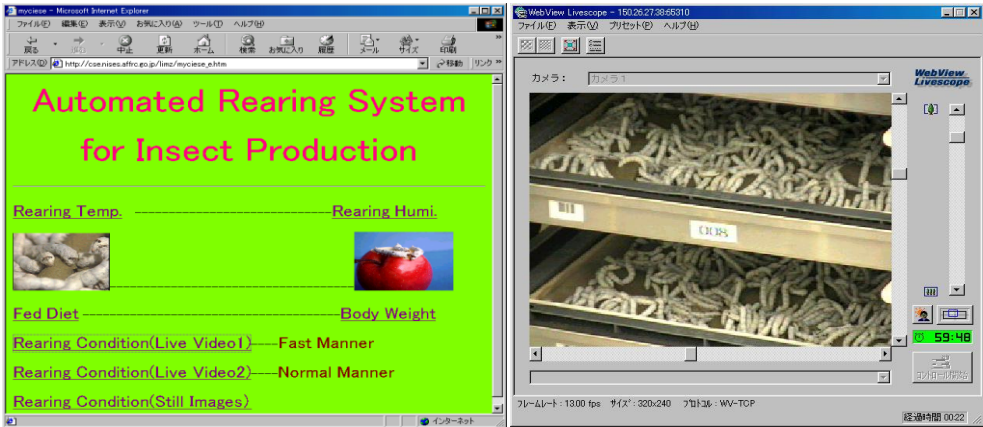 myciese - Microsoft Internet Explorer
ファイル(F) 編集(E) 表示(V) お気に入り(A) ツール(T) ヘルプ(H)
戻る 進む 中止 更新 ホーム 検索 お気に入り 履歴 メール サイズ 印刷
アドレス(D) http://cse.nises.affrc.go.jp/limz/myciese_e.htm 移動 リンク
Automated Rearing System
for Insect Production
Rearing Temp. ----------------------------Rearing Humi.
Fed Diet -------------------------------------Body Weight
Rearing Condition(Live Video1)----Fast Manner
Rearing Condition(Live Video2)----Normal Manner
Rearing Condition(Still Images)
インターネット
WebView Livescope - 150.26.27.38:65310
ファイル(F) 表示(V) プリセット(P) ヘルプ(H)
カメラ : カメラ1
WebView
Livescope
008
59:48
フレームレート : 13.00 fps サイズ : 320x240 プロトコル : WV-TCP
経過時間 00:22